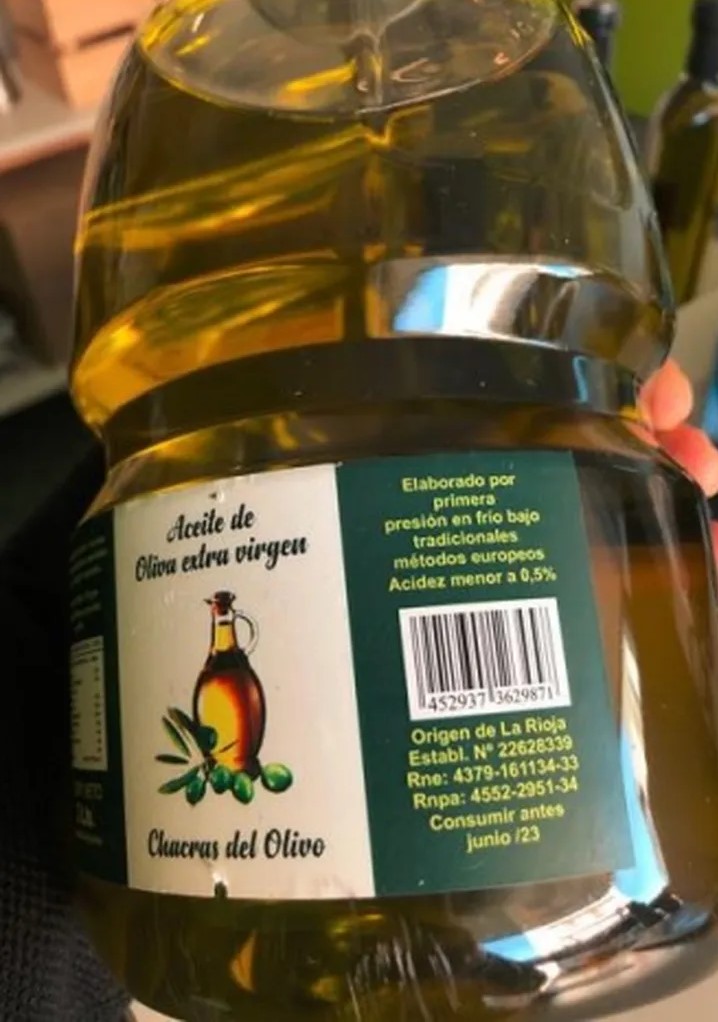 Aceite de
Oliva extra virgen
Chacras del Olivo
Elaborado por
primera
presión en frío bajo
tradicionales
métodos europeos
Acidez menor a 0,5%
452937 3629871
Origen de La Rioja
Establ. Nº 22628339
Rne: 4379-161134-33
Rnpa: 4552-2951-34
Consumir antes
junio /23